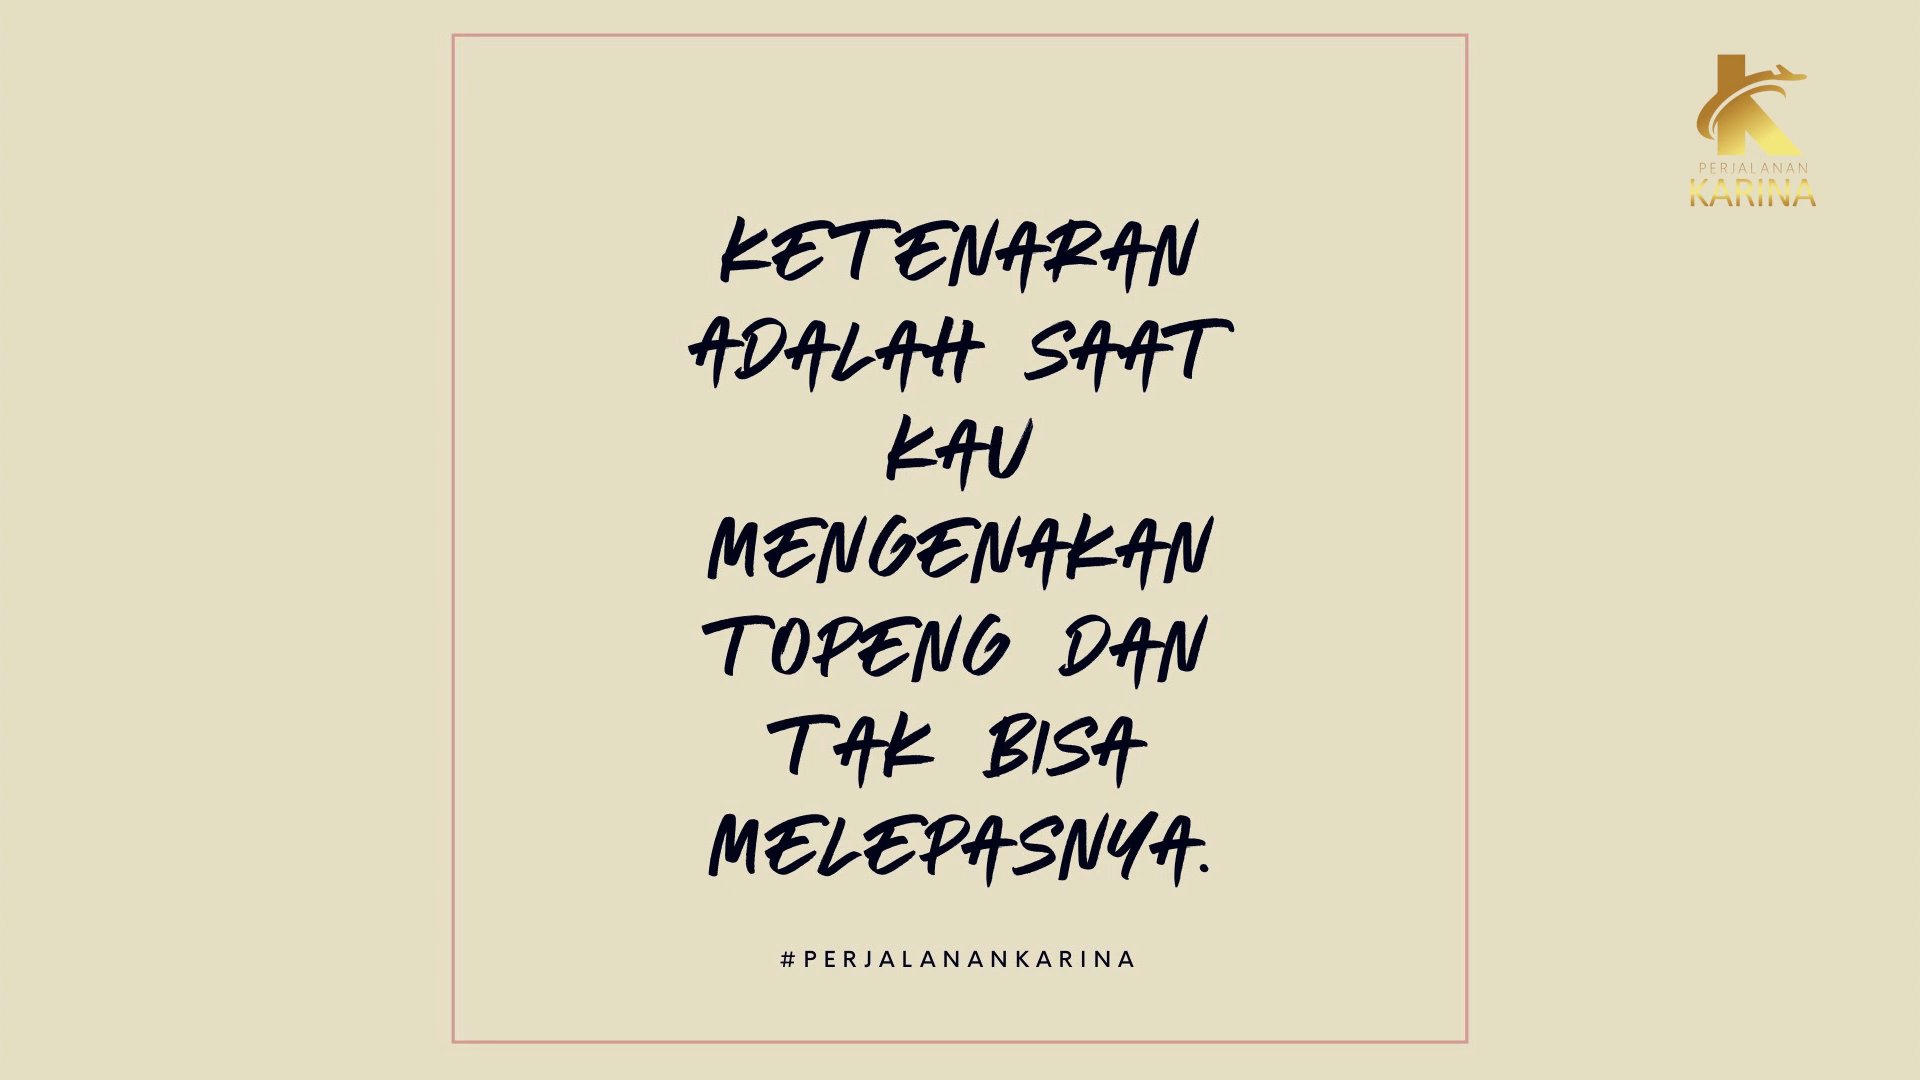 PERJALANAN
KARINA
KETENARAN
ADALAH SAAT
KAU
MENGENAKAN
TOPENG DAN
TAK BISA
MELEPASNYA.
#PERJALANANKARINA